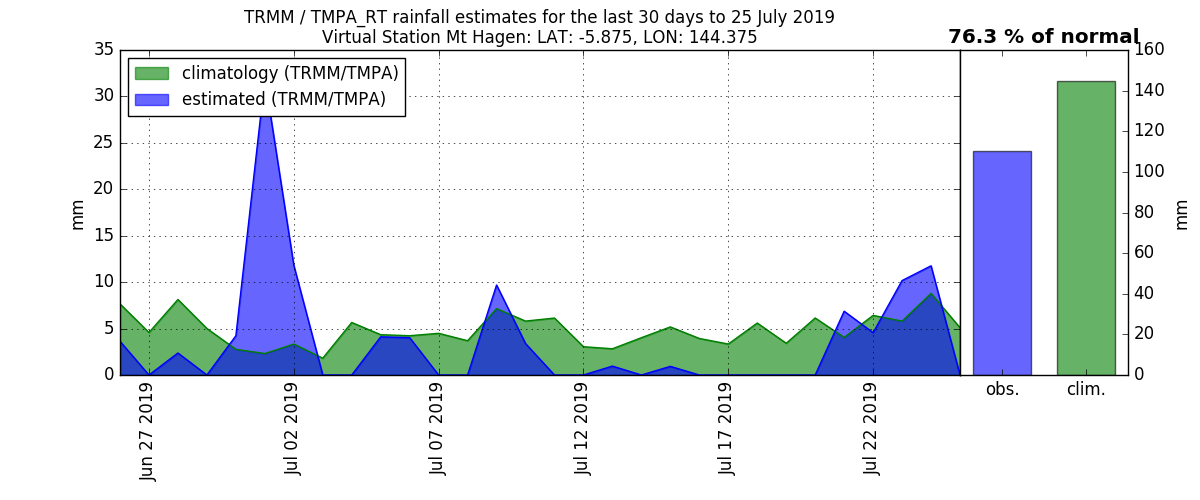 TRMM / TMPA_RT rainfall estimates for the last 30 days to 25 July 2019
Virtual Station Mt Hagen: LAT: -5.875, LON: 144.375
76.3 % of normal
climatology (TRMM/TMPA)
estimated (TRMM/TMPA)
35
30
25
20
15
10
5
0
mm
Jun 27 2019
Jul 02 2019
Jul 07 2019
Jul 12 2019
Jul 17 2019
Jul 22 2019
obs.
clim.
160
140
120
100
80
60
40
20
0
mm